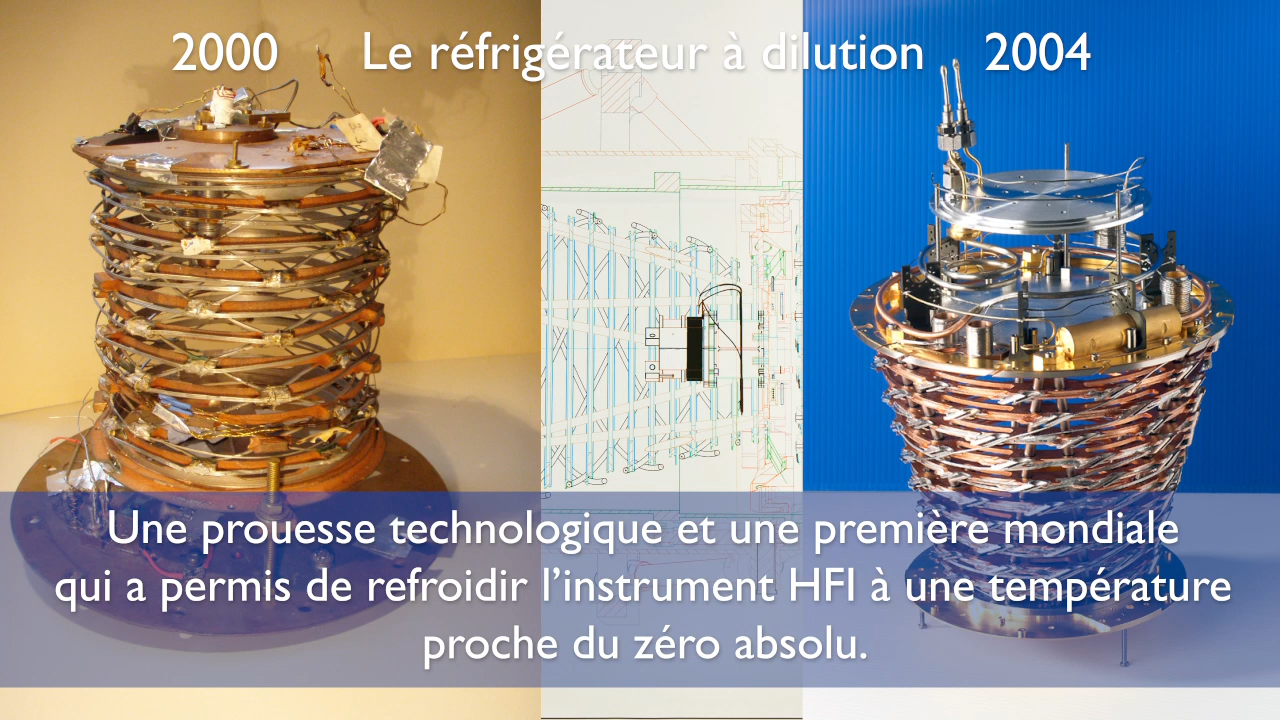 2000 Le réfrigérateur à dilution 2004
Une prouesse technologique et une première mondiale
qui a permis de refroidir l’instrument HFI à une température
proche du zéro absolu.